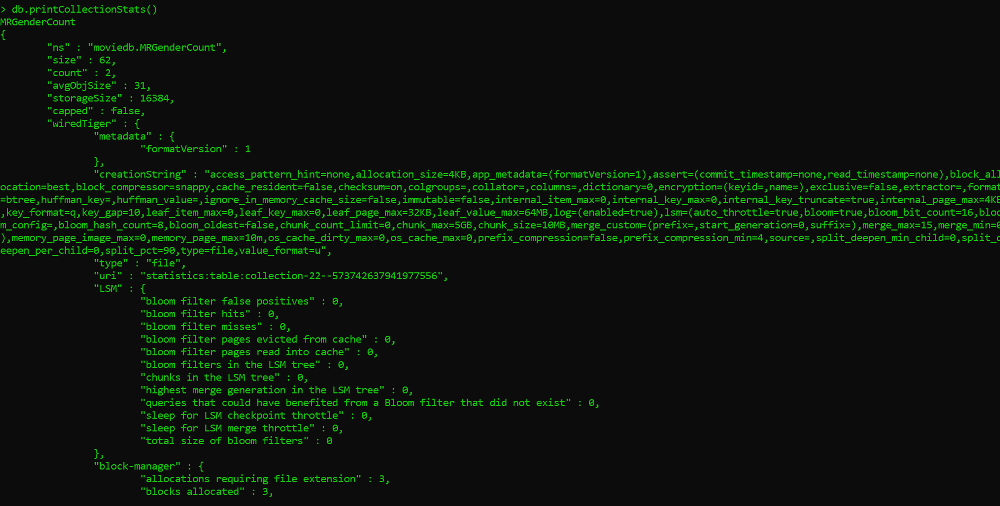 > db.printCollectionStats()
MRGenderCount
{
        "ns" : "moviedb.MRGenderCount",
        "size" : 62,
        "count" : 2,
        "avgObjSize" : 31,
        "storageSize" : 16384,
        "capped" : false,
        "wiredTiger" : {
                "metadata" : {
                        "formatVersion" : 1
                },
                "creationString" : "access_pattern_hint=none,allocation_size=4KB,app_metadata=(formatVersion=1),assert=(commit_timestamp=none,read_timestamp=none),block_all
ocation=best,block_compressor=snappy,cache_resident=false,checksum=on,colgroups=,collator=,columns=,dictionary=0,encryption=(keyid=,name=),exclusive=false,extractor=,format
=btree,huffman_key=,huffman_value=,ignore_in_memory_cache_size=false,immutable=false,internal_item_max=0,internal_key_max=0,internal_key_truncate=true,internal_page_max=4KB
,key_format=q,key_gap=10,leaf_item_max=0,leaf_key_max=0,leaf_page_max=32KB,leaf_value_max=64MB,log=(enabled=true),lsm=(auto_throttle=true,bloom=true,bloom_bit_count=16,bloo
m_config=,bloom_hash_count=8,bloom_oldest=false,chunk_count_limit=0,chunk_max=5GB,chunk_size=10MB,merge_custom=(prefix=,start_generation=0,suffix=),merge_max=15,merge_min=0
),memory_page_image_max=0,memory_page_max=10m,os_cache_dirty_max=0,os_cache_max=0,prefix_compression=false,prefix_compression_min=4,source=,split_deepen_min_child=0,split_d
eepen_per_child=0,split_pct=90,type=file,value_format=u",
                "type" : "file",
                "uri" : "statistics:table:collection-22--5737426379419775​56",
                "LSM" : {
                        "bloom filter false positives" : 0,
                        "bloom filter hits" : 0,
                        "bloom filter misses" : 0,
                        "bloom filter pages evicted from cache" : 0,
                        "bloom filter pages read into cache" : 0,
                        "bloom filters in the LSM tree" : 0,
                        "chunks in the LSM tree" : 0,
                        "highest merge generation in the LSM tree" : 0,
                        "queries that could have benefited from a Bloom filter that did not exist" : 0,
                        "sleep for LSM checkpoint throttle" : 0,
                        "sleep for LSM merge throttle" : 0,
                        "total size of bloom filters" : 0
                },
                "block-manager" : {
                        "allocations requiring file extension" : 3,
                        "blocks allocated" : 3,